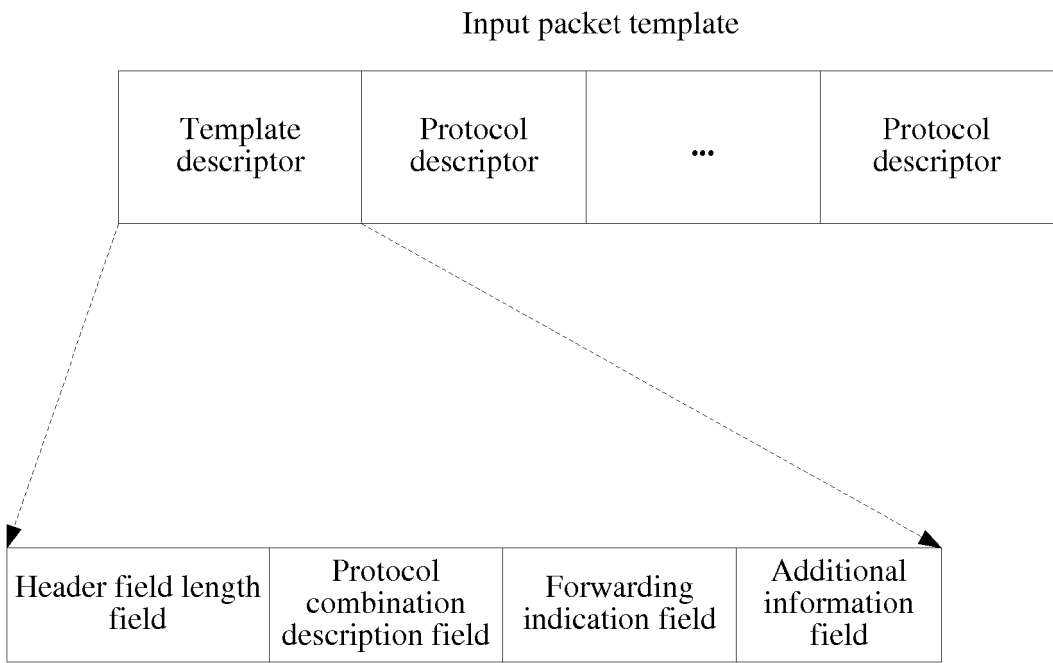 Input packet template
Template
descriptor
Protocol
descriptor
...
Protocol
descriptor
Header field length
field
Protocol
combination
description field
Forwarding
indication field
Additional
information
field